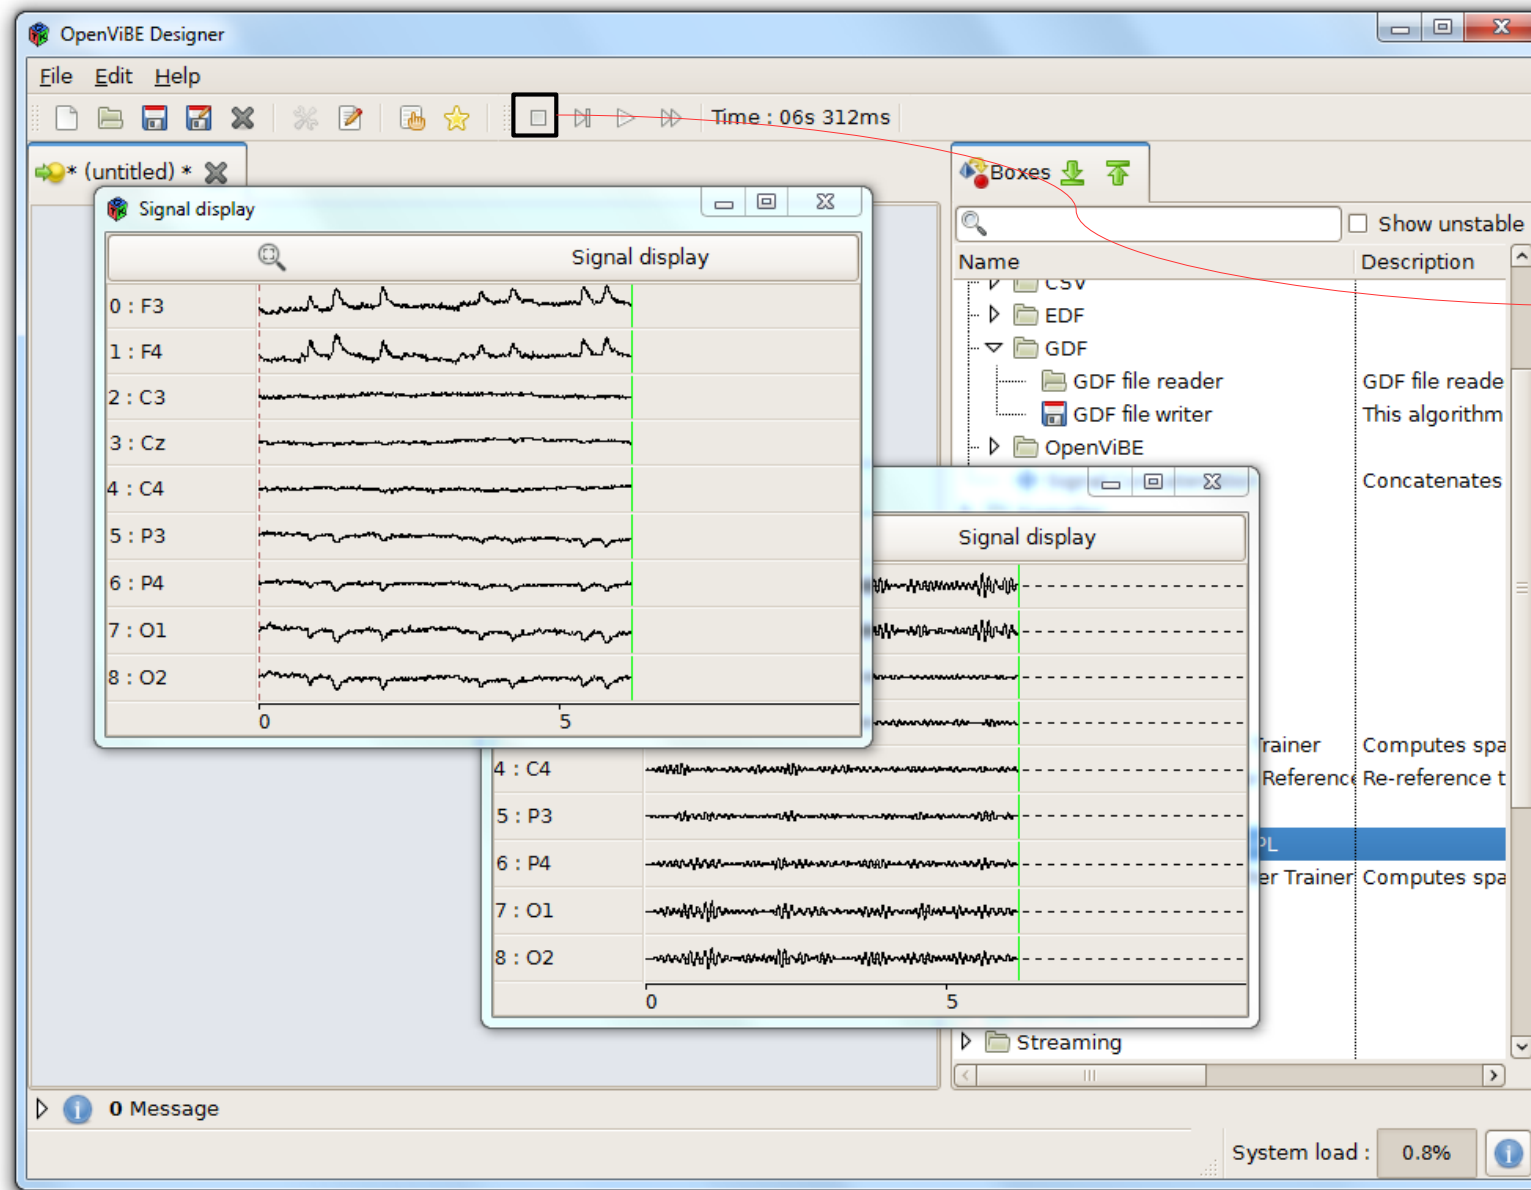 OpenViBE Designer
File Edit Help
Time : 06s 312ms
* (untitled) *
Boxes
Signal display
Show unstable
Signal display
Name Description
CSV
0 : F3
EDF
1 : F4
GDF
GDF file reader GDF file reade
2 : C3
GDF file writer This algorithm
3 : Cz
OpenViBE
4 : C4
Concatenates
5 : P3
Signal display
6 : P4
7 : O1
8 : O2
0 5
Trainer Computes spa
4 : C4
Reference Re-reference t
5 : P3
PL
6 : P4
er Trainer Computes spa
7 : O1
8 : O2
0 5
Streaming
0 Message
System load : 0.8%